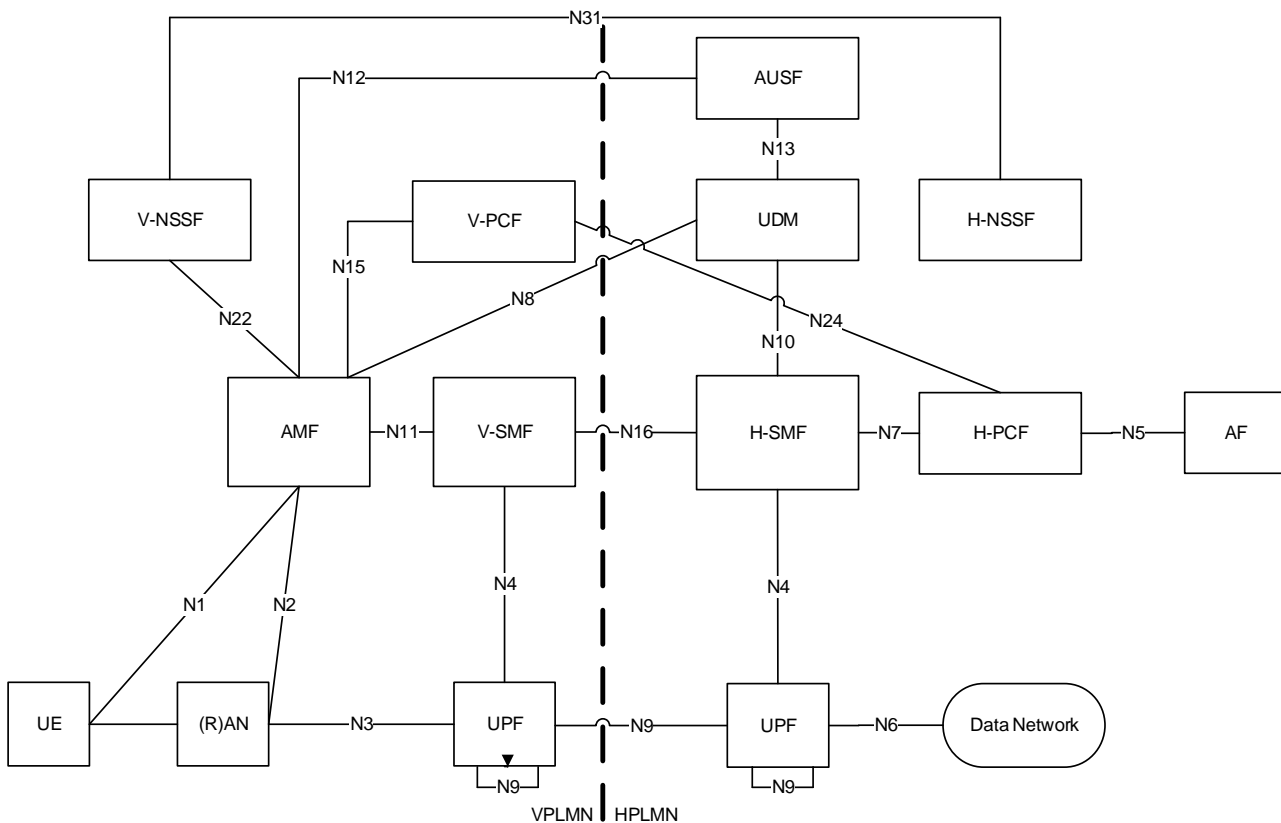 N31
N12
AUSF
N13
V-NSSF
V-PCF
UDM
H-NSSF
N15
N8
N22
N24
N10
AMF
N11
V-SMF
N16
H-SMF
N7
H-PCF
N5
AF
N1
N2
N4
N4
UE
(R)AN
N3
UPF
N9
UPF
N6
Data Network
N9
N9
VPLMN
HPLMN